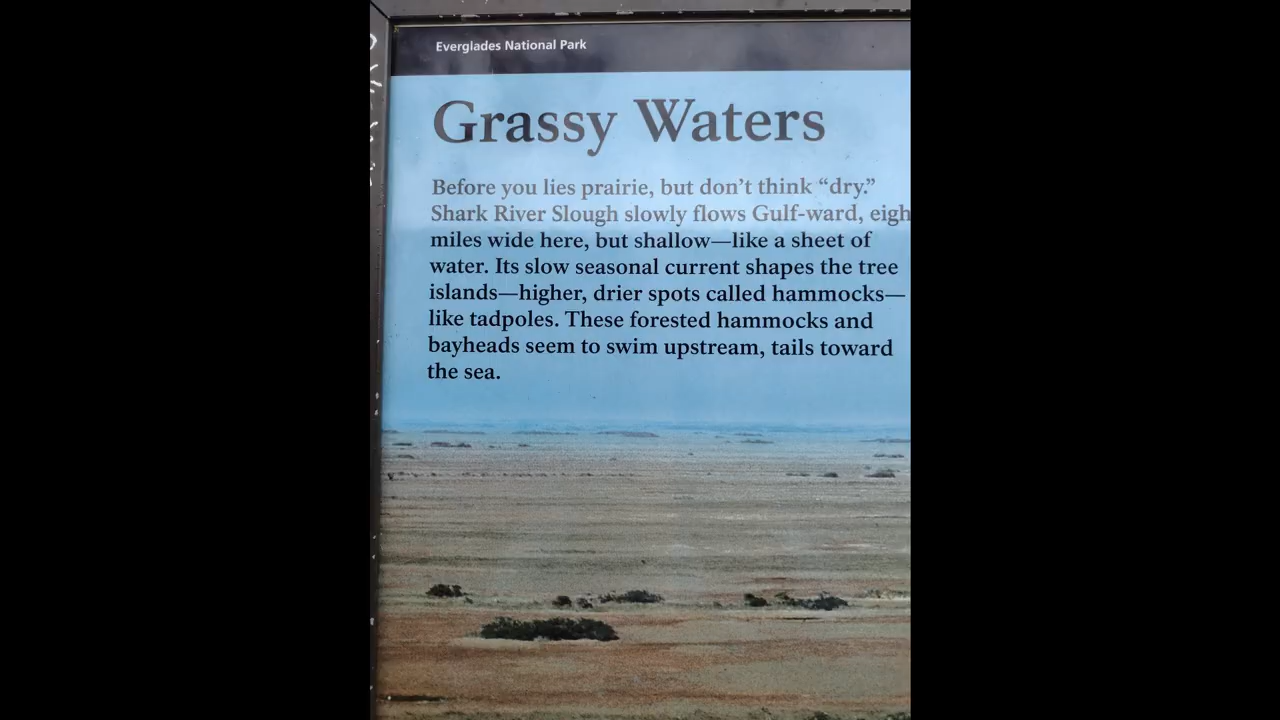 Everglades National Park
Grassy Waters
Before you lies prairie, but don’t think “dry.”
Shark River Slough slowly flows Gulf-ward, eigh
miles wide here, but shallow—like a sheet of
water. Its slow seasonal current shapes the tree
islands—higher, drier spots called hammocks—
like tadpoles. These forested hammocks and
bayheads seem to swim upstream, tails toward
the sea.